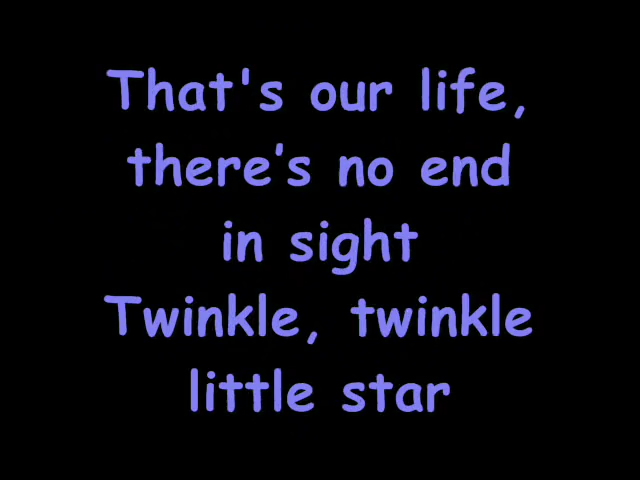 That's our life,
there’s no end
in sight
Twinkle, twinkle
little star